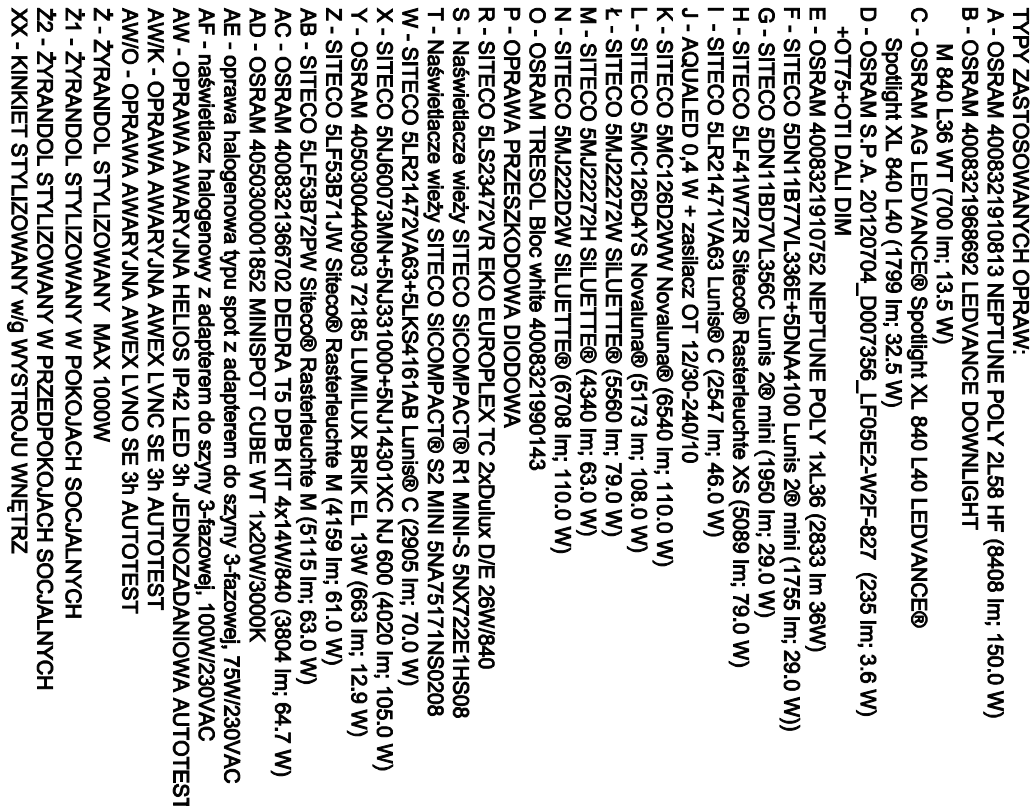 TYPY ZASTOSOWANYCH OPRAW:
A - OSRAM 4008321910813 NEPTUNE POLY 2L58 HF (8408 lm; 150.0 W)
B - OSRAM 4008321968692 LEDVANCE DOWNLIGHT
M 840 L36 WT (7000 lm; 13.5 W)
C - OSRAM AG LEDVANCE® Spotlight XL 840 L40 LEDVANCE®
Spotlight XL 840 L40 (1799 lm; 32.5 W)
D - OSRAM S.P.A. 20120704_D007356_LF05E2-W2F-827 (235 lm; 3.6 W)
+OT75+OTI DALI DIM
E - OSRAM 4008321910752 NEPTUNE POLY 1xL36 (2833 lm 36W)
F - SITECO 5DN11B77VL336E+5DNA4100 Lunis 2® mini (1755 lm; 29.0 W))
G - SITECO 5DN11BD7VL356C Lunis 2® mini (1950 lm; 29.0 W)
H - SITECO 5LF41W72R Siteco® Rasterleuchte XS (5089 lm; 79.0 W)
I - SITECO 5LR21471VA63 Lunis® C (2547 lm; 46.0 W)
J - AQUALED 0,4 W + zasilacz OT 12/30-240/10
K - SITECO 5MC126D2WW Novaluna® (6540 lm; 110.0 W)
L - SITECO 5MC126D4YS Novaluna® (5173 lm; 108.0 W)
Ł - SITECO 5MJ2272W SiLUETTE® (5560 lm; 79.0 W)
M - SITECO 5MJ22272H SiLUETTE® (4340 lm; 63.0 W)
N - SITECO 5MJ222D2W SiLUETTE® (6708 lm; 110.0 W)
O - OSRAM TRESOL Bloc white 4008321990143
P - OPRAWA PRZESZKODOWA DIODOWA
R - SITECO 5LS23472VR EKO EUROPLEX TC 2xDulux D/E 26W/840
S - Naświetlacze wieży SITECO SiCOMPACT® R1 MINI-S 5NX722E1HS08
T - Naświetlacze wieży SITECO SiCOMPACT® S2 MINI 5NA75171NS0208
W - SITECO 5LR21472VA63+5LKS4161AB Lunis® C (2905 lm; 70.0 W)
X - SITECO 5NJ60073MN+5NJ331000+5NJ14301XC NJ 600 (4020 lm; 105.0 W)
Y - OSRAM 4050300440903 72185 LUMILUX BRIK EL 13W (663 lm; 12.9 W)
Z - SITECO 5LF53B71JW Siteco® Rasterleuchte M (4159 lm; 61.0 W)
AB - SITECO 5LF53B72PW Siteco® Rasterleuchte M (5115 lm; 63.0 W)
AC - OSRAM 4008321366702 DEDRA T5 DPB KIT 4x14W/840 (3804 lm; 64.7 W)
AD - OSRAM 4050300001852 MINISPOT CUBE WT 1x20W/3000K
AE - oprawa halogenowa typu spot z adapterem do szyny 3-fazowej, 75W/230VAC
AF - naświetlacz halogenowy z adapterem do szyny 3-fazowej, 100W/230VAC
AW - OPRAWA AWARYJNA HELIOS IP42 LED 3h JEDNOZADANIOWA AUTOTEST
AW/K - OPRAWA AWARYJNA AWEX LVNC SE 3h AUTOTEST
AW/O - OPRAWA AWARYJNA AWEX LVNO SE 3h AUTOTEST
Ż - ŻYRANDOL STYLIZOWANY MAX 1000W
Ż1 - ŻYRANDOL STYLIZOWANY W POKOJACH SOCJALNYCH
Ż2 - ŻYRANDOL STYLIZOWANY W PRZEDPOKOJACH SOCJALNYCH
XX - KINKIET STYLIZOWANY w/g WYSTROJU WNĘTRZ